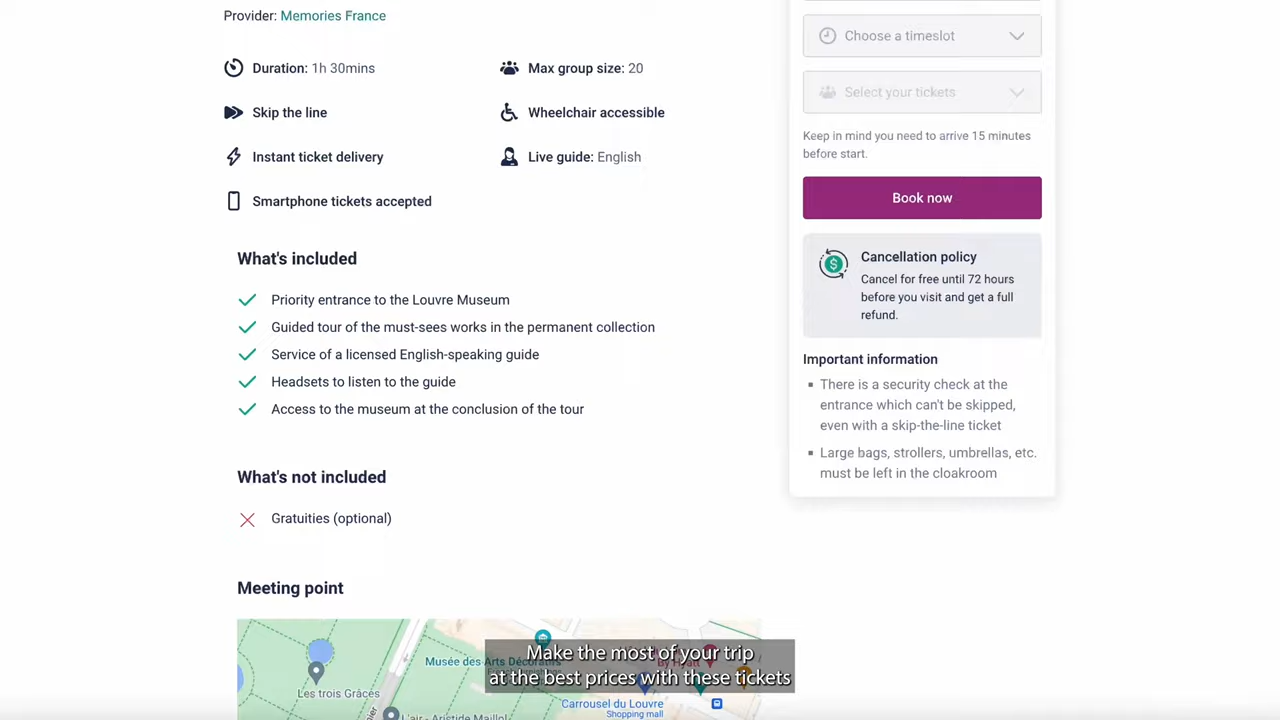 Provider: Memories France
Duration: 1h 30mins
Max group size: 20
Skip the line
Wheelchair accessible
Instant ticket delivery
Live guide: English
Smartphone tickets accepted
What's included
Priority entrance to the Louvre Museum
Guided tour of the must-sees works in the permanent collection
Service of a licensed English-speaking guide
Headsets to listen to the guide
Access to the museum at the conclusion of the tour
What's not included
Gratuities (optional)
Meeting point
Musée des Arts Décoratifs
Les trois Grâces
L'air - Aristide Maillol
Carrousel du Louvre
Shopping mall
Choose a timeslot
Select your tickets
Keep in mind you need to arrive 15 minutes
before start.
Book now
Cancellation policy
Cancel for free until 72 hours
before you visit and get a full
refund.
Important information
There is a security check at the
entrance which can't be skipped,
even with a skip-the-line ticket
Large bags, strollers, umbrellas, etc.
must be left in the cloakroom
Make the most of your trip
at the best prices with these tickets